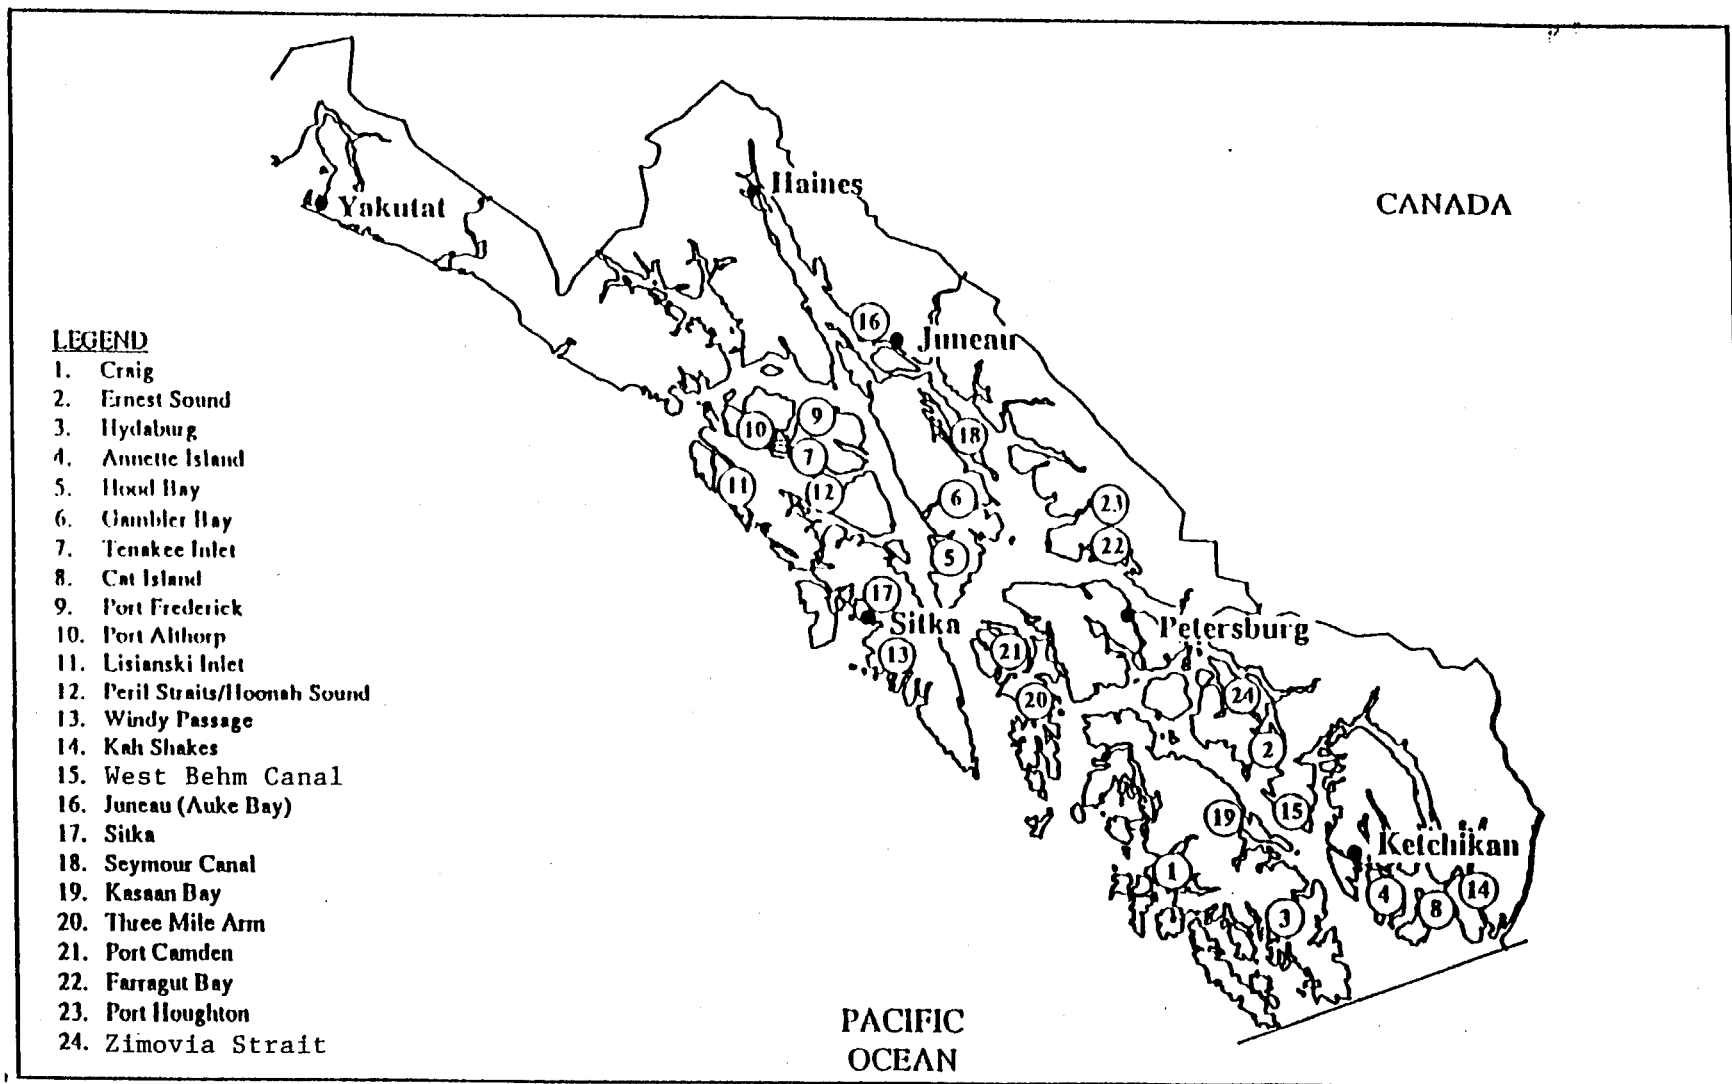 CANADA
Haines
Yakutat
16
Juneau
LEGEND
1. Craig
2. Ernest Sound
3. Hydaburg
4. Annette Island
5. Hood Bay
6. Gambler Bay
7. Tenakee Inlet
8. Cat Island
9. Port Frederick
10. Port Althorp
11. Lisianski Inlet
12. Peril Straits/Hoonah Sound
13. Windy Passage
14. Kah Shakes
15. West Behm Canal
16. Juneau (Auke Bay)
17. Sitka
18. Seymour Canal
19. Kasaan Bay
20. Three Mile Arm
21. Port Camden
22. Farragut Bay
23. Port Houghton
24. Zimovia Strait
9
10
18
7
11
12
6
23
22
5
17
Sitka
Petersburg
13
21
20
24
2
15
19
Ketchikan
1
4
8
14
3
PACIFIC
OCEAN